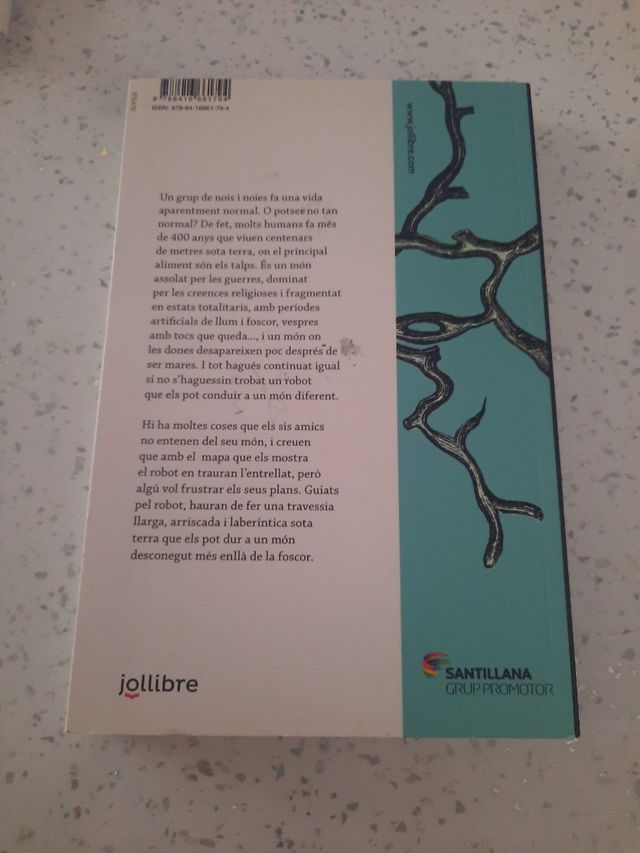 9 788416 661794
ISBN: 978-84-16661-79-4
www.jollibre.com
Un grup de nois i noies fa una vida
aparentment normal. O potser no tan
normal? De fet, molts humans fa més
de 400 anys que viuen centenars
de metres sota terra, on el principal
aliment són els talps. És un món
assolat per les guerres, dominat
per les creences religioses i fragmentat
en estats totalitaris, amb períodes
artificials de llum i foscor, vespres
amb tocs que queda..., i un món on
les dones desapareixen poc després de
ser mares. I tot hagués continuat igual
si no s'haguessin trobat un robot
que els pot conduir a un món diferent.
Hi ha moltes coses que els sis amics
no entenen del seu món, i creuen
que amb el mapa que els mostra
el robot en trauran l'entrellat, però
algú vol frustrar els seus plans. Guiats
pel robot, hauran de fer una travessia
llarga, arriscada i laberíntica sota
terra que els pot dur a un món
desconegut més enllà de la foscor.
jollibre
SANTILLANA
GRUP PROMOTOR